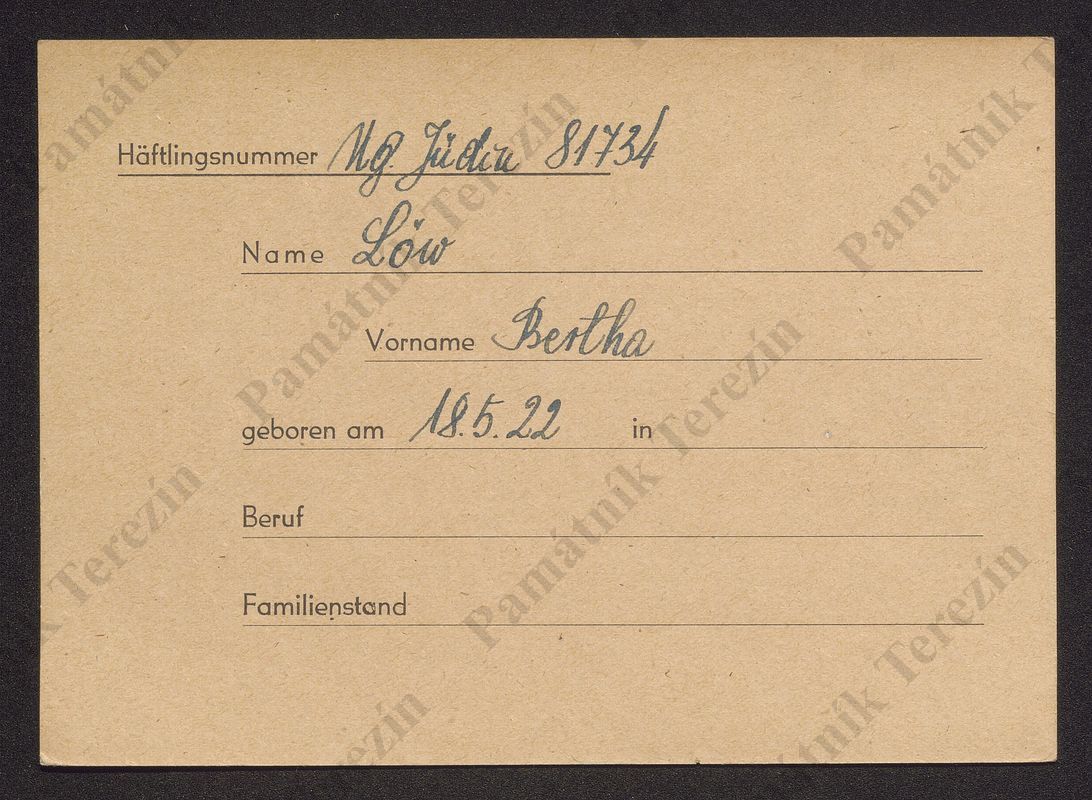 Häftlingsnummer Ug. Jüdin 81734
Name Löw
Vorname Bertha
geboren am 18.5.22 in
Beruf
Familienstand
Památník Terezín